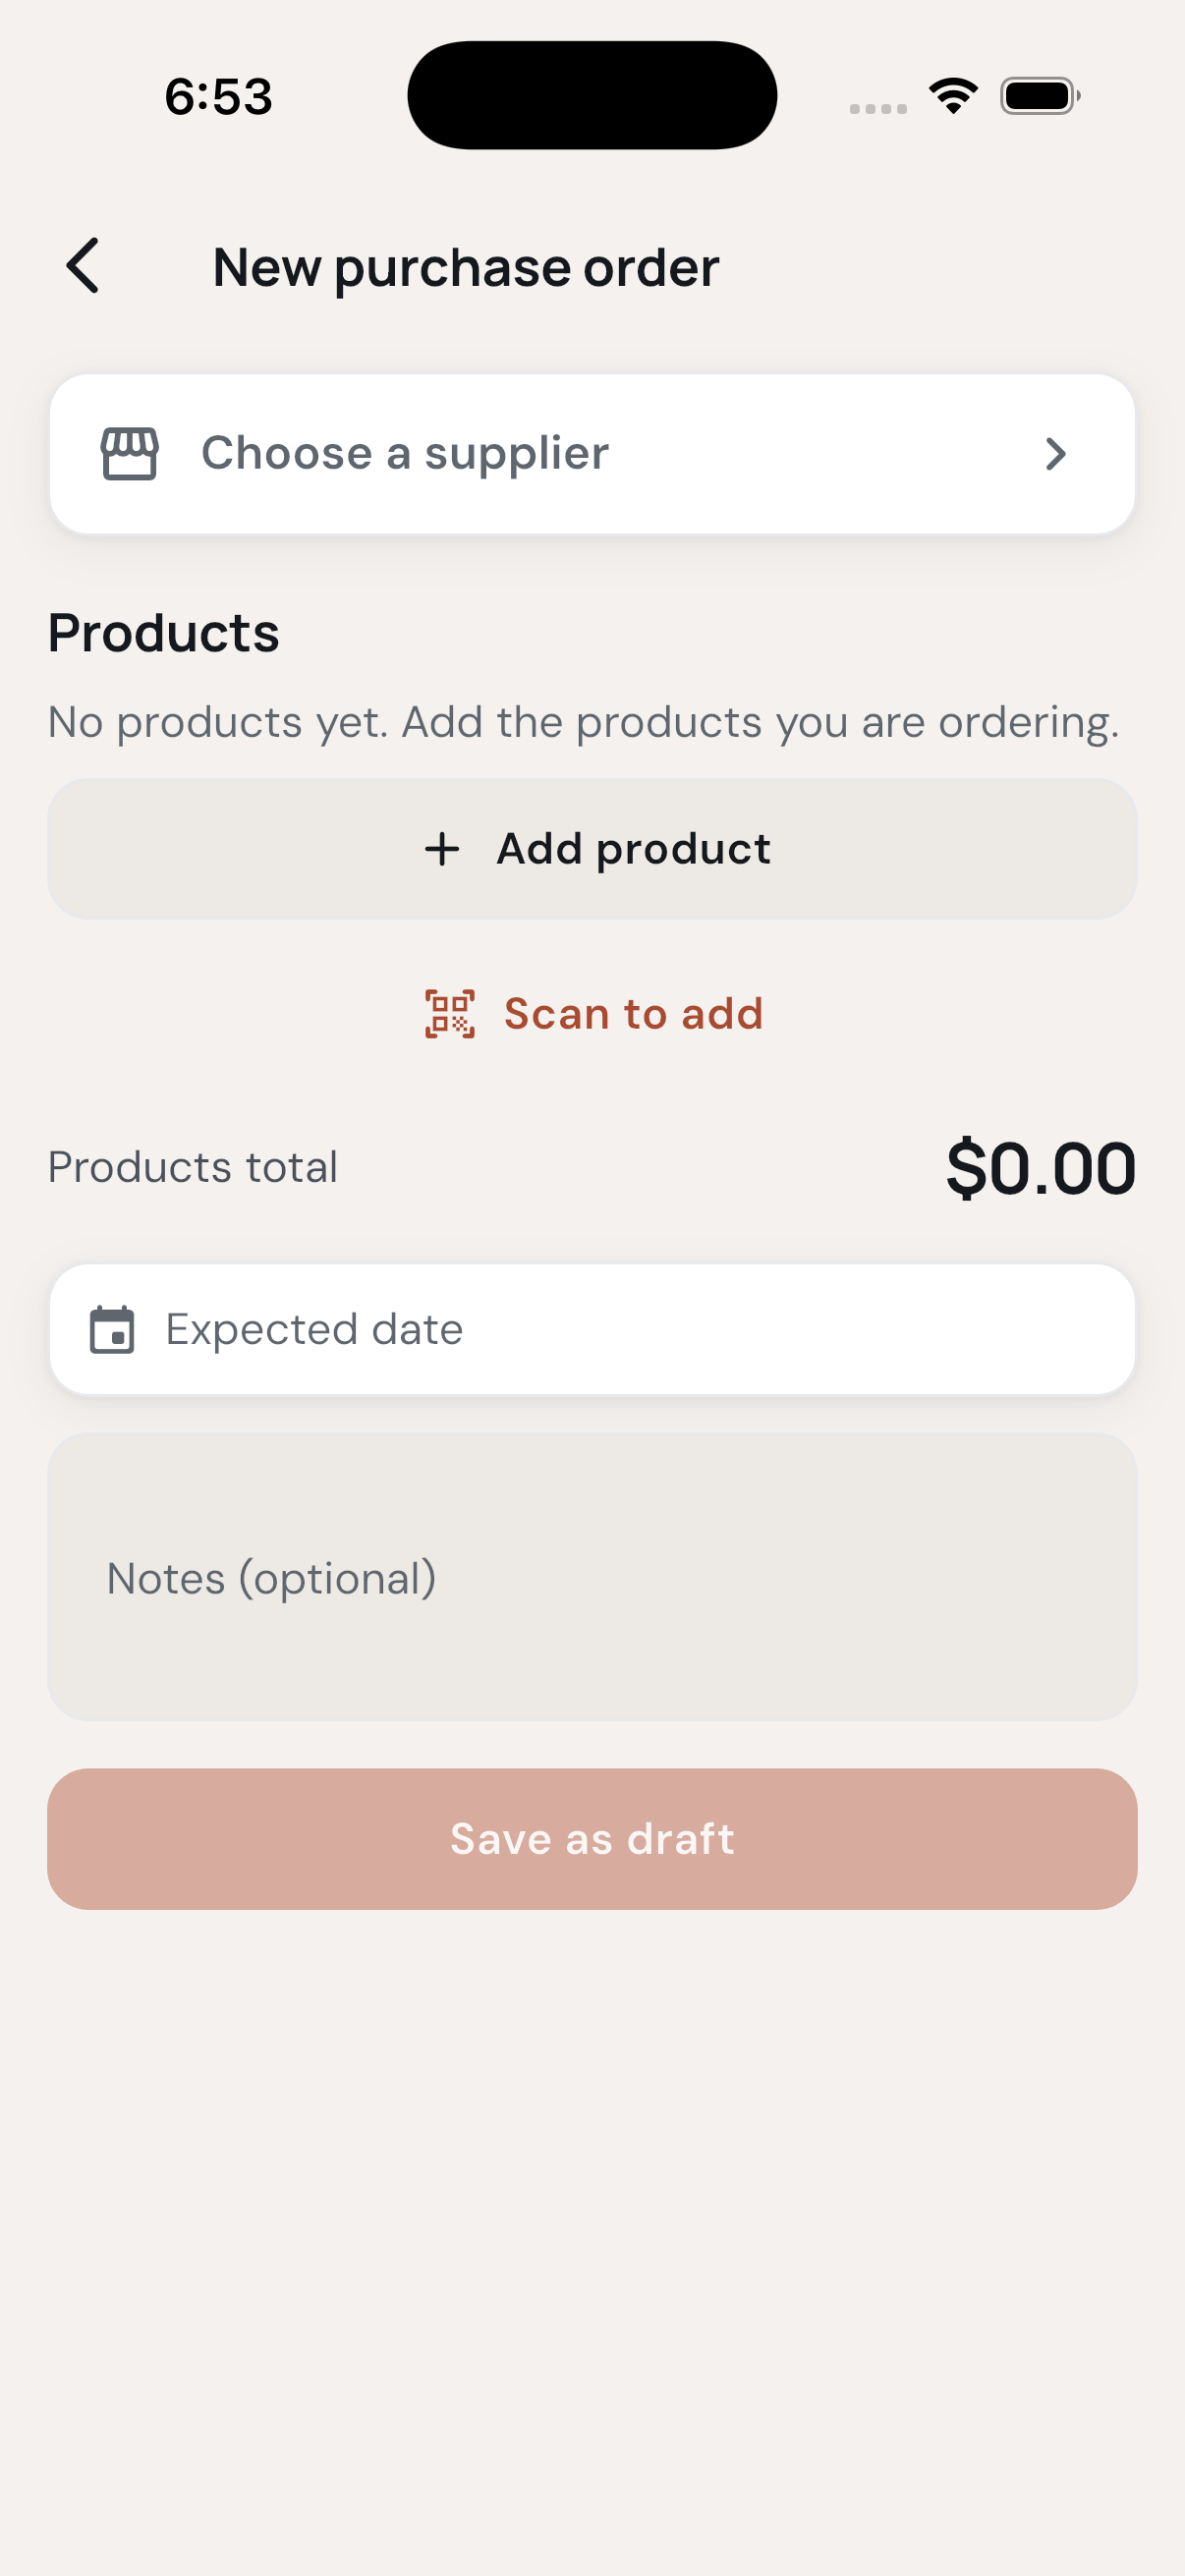 6:53
New purchase order
Choose a supplier
Products
No products yet. Add the products you are ordering.
Add product
Scan to add
Products total
$0.00
Expected date
Notes (optional)
Save as draft